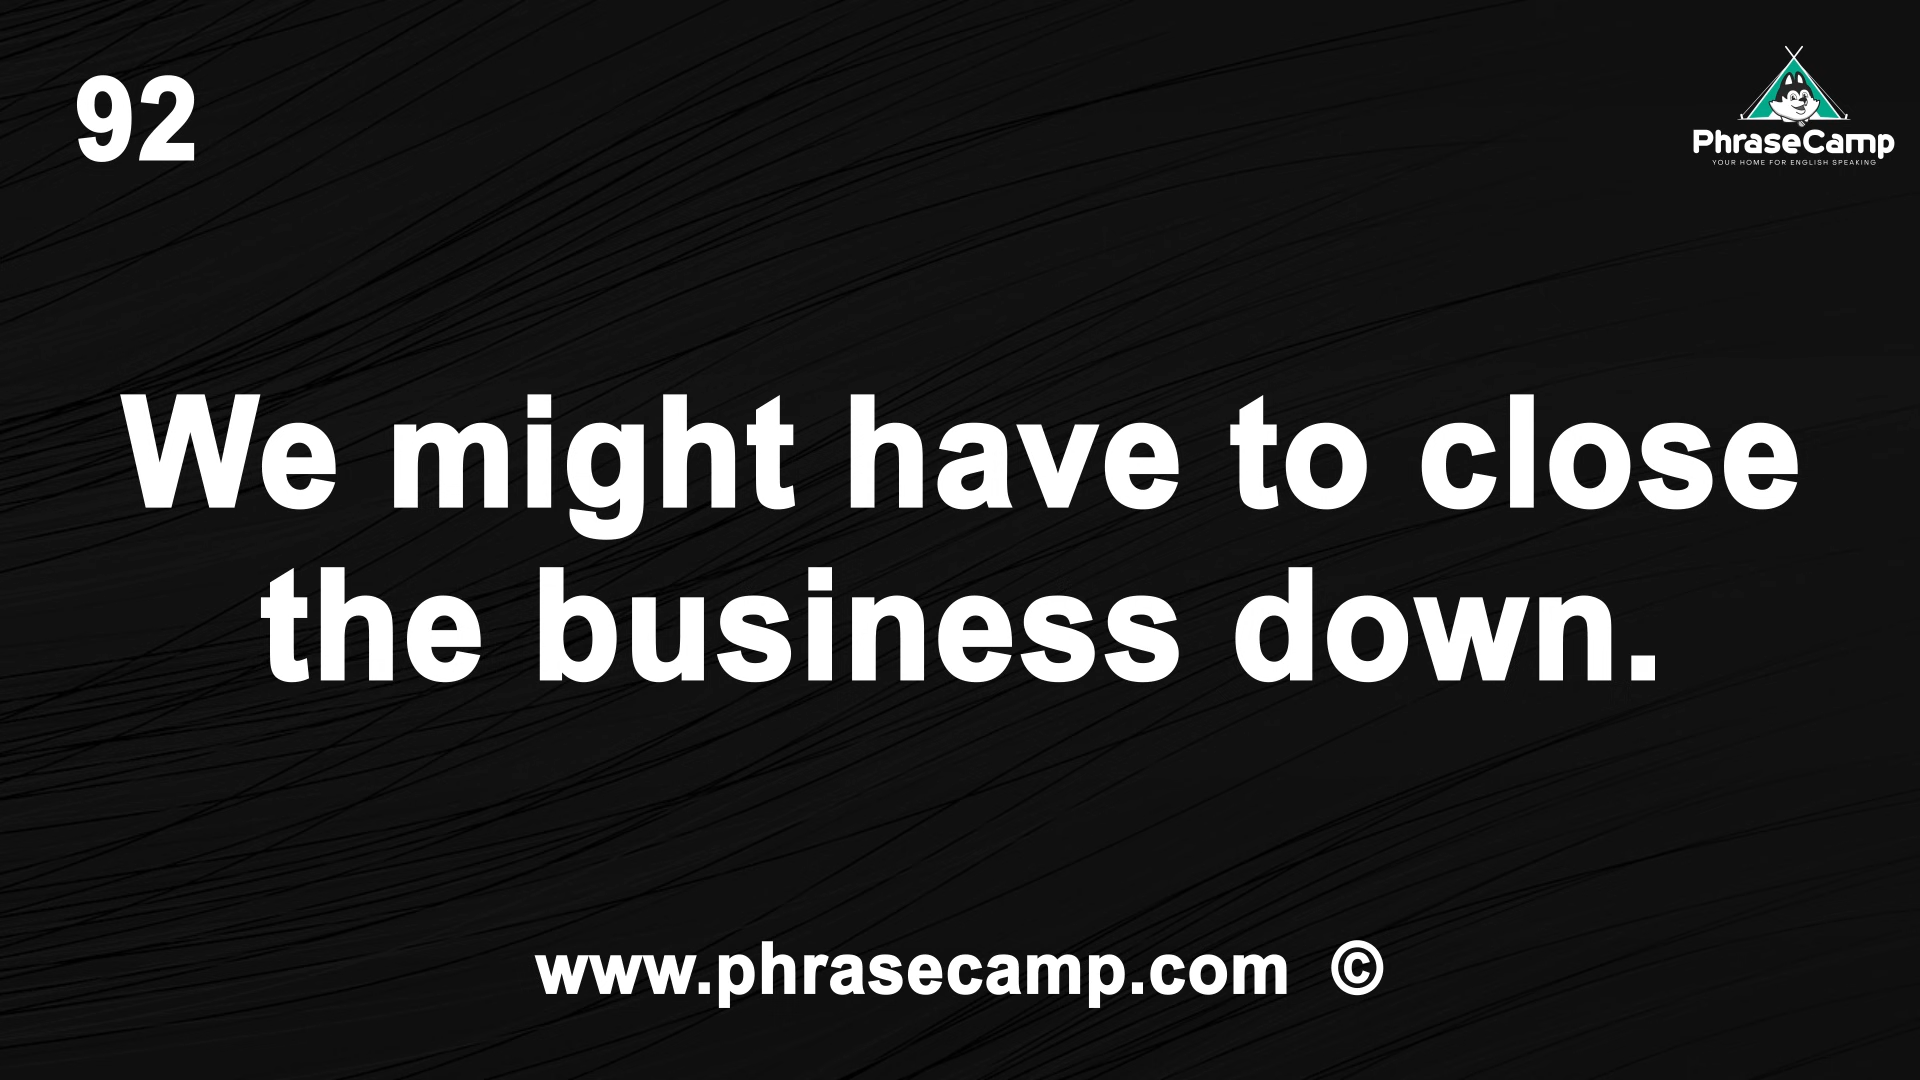 92
PhraseCamp
YOUR HOME FOR ENGLISH SPEAKING
We might have to close
the business down.
www.phrasecamp.com ©